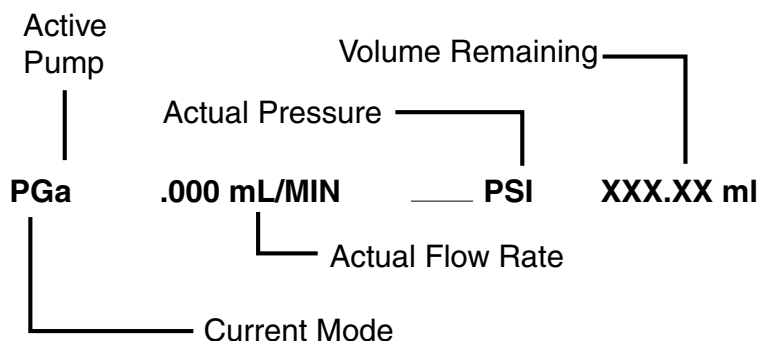 Active
Pump
Volume Remaining
Actual Pressure
PGa .000 mL/MIN ____ PSI XXX.XX ml
Actual Flow Rate
Current Mode